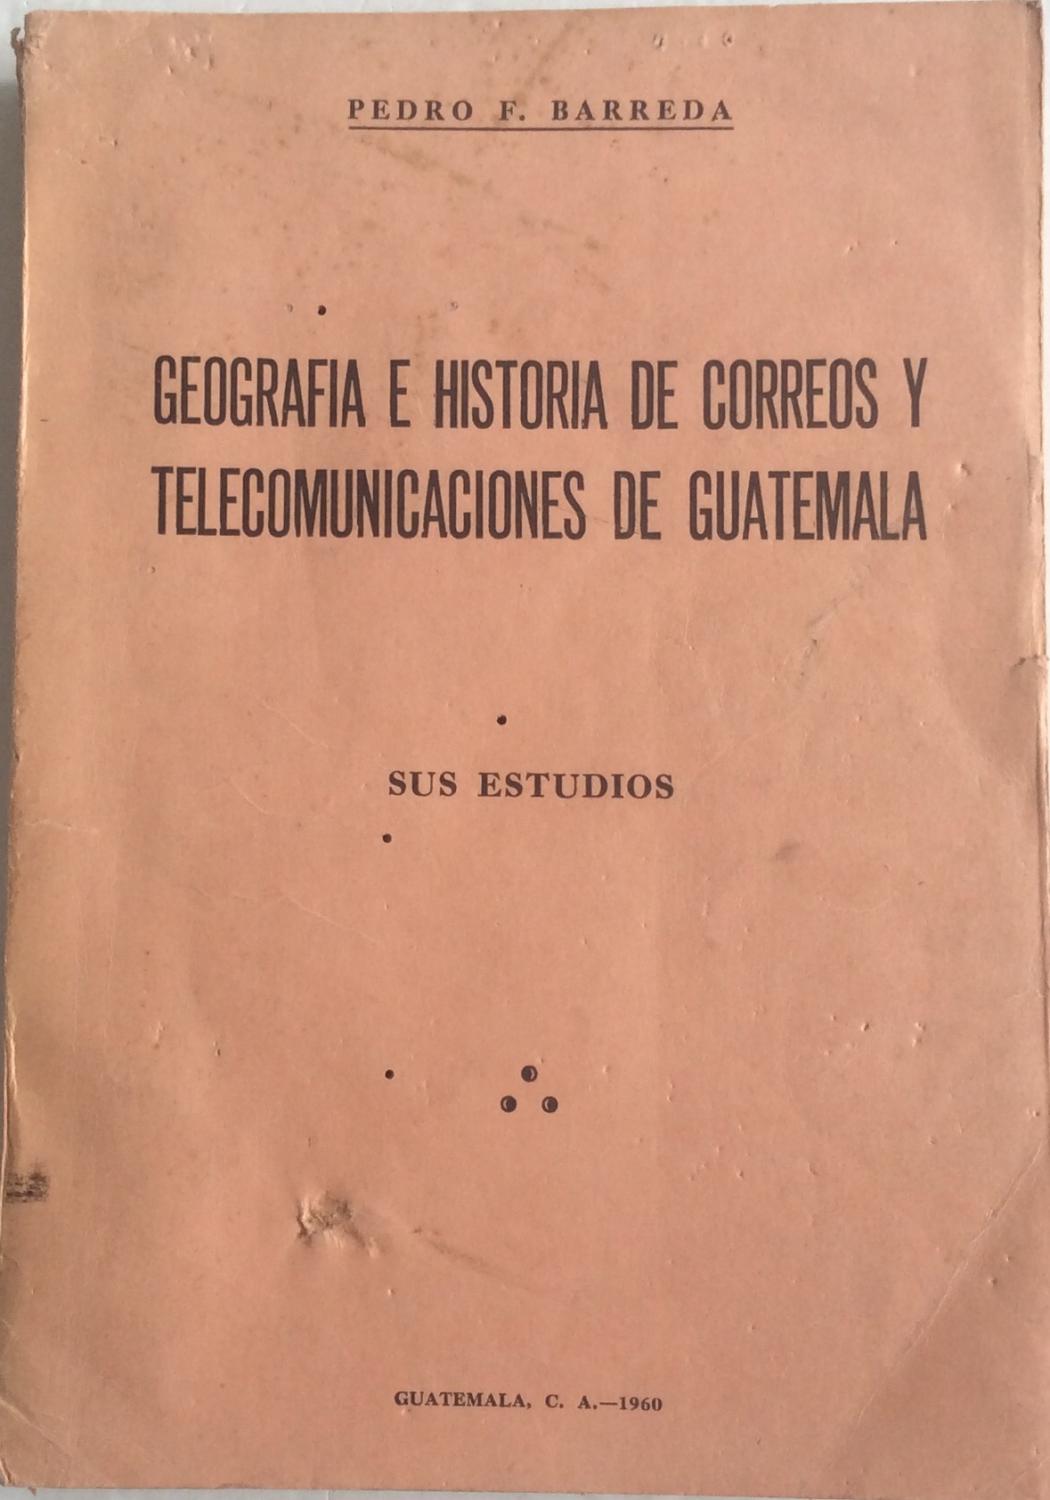 PEDRO F. BARREDA
GEOGRAFIA E HISTORIA DE CORREOS Y
TELECOMUNICACIONES DE GUATEMALA
SUS ESTUDIOS
GUATEMALA, C. A.—1960